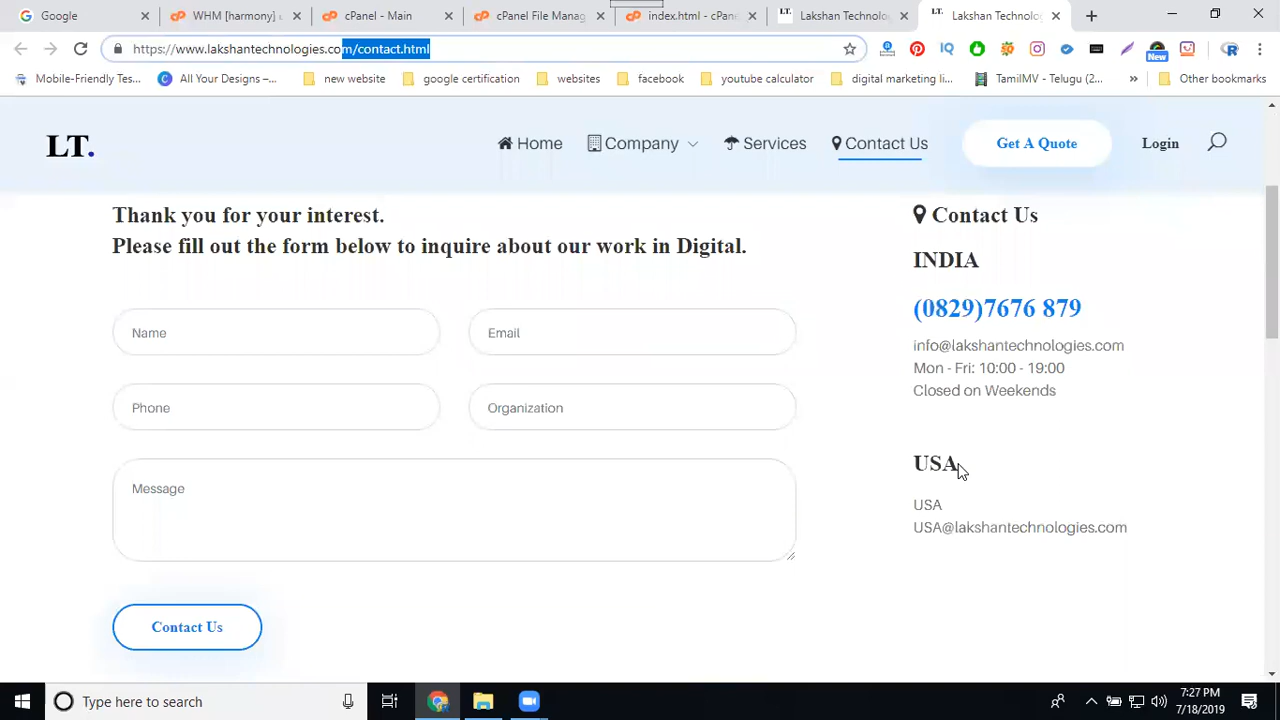 Google
WHM [harmony]
cPanel - Main
cPanel File Manag
index.html - cPane
Lakshan Technolo
Lakshan Technolog
https://www.lakshantechnologies.com/contact.html
New
Mobile-Friendly Tes...
All Your Designs –...
new website
google certification
websites
facebook
youtube calculator
digital marketing li...
TamilMV - Telugu (2...
»
Other bookmarks
LT.
Home
Company
Services
Contact Us
Get A Quote
Login
Thank you for your interest.
Please fill out the form below to inquire about our work in Digital.
Name
Email
Phone
Organization
Message
Contact Us
Contact Us
INDIA
(0829)7676 879
info@lakshantechnologies.com
Mon - Fri: 10:00 - 19:00
Closed on Weekends
USA
USA
USA@lakshantechnologies.com
Type here to search
7:27 PM
7/18/2019